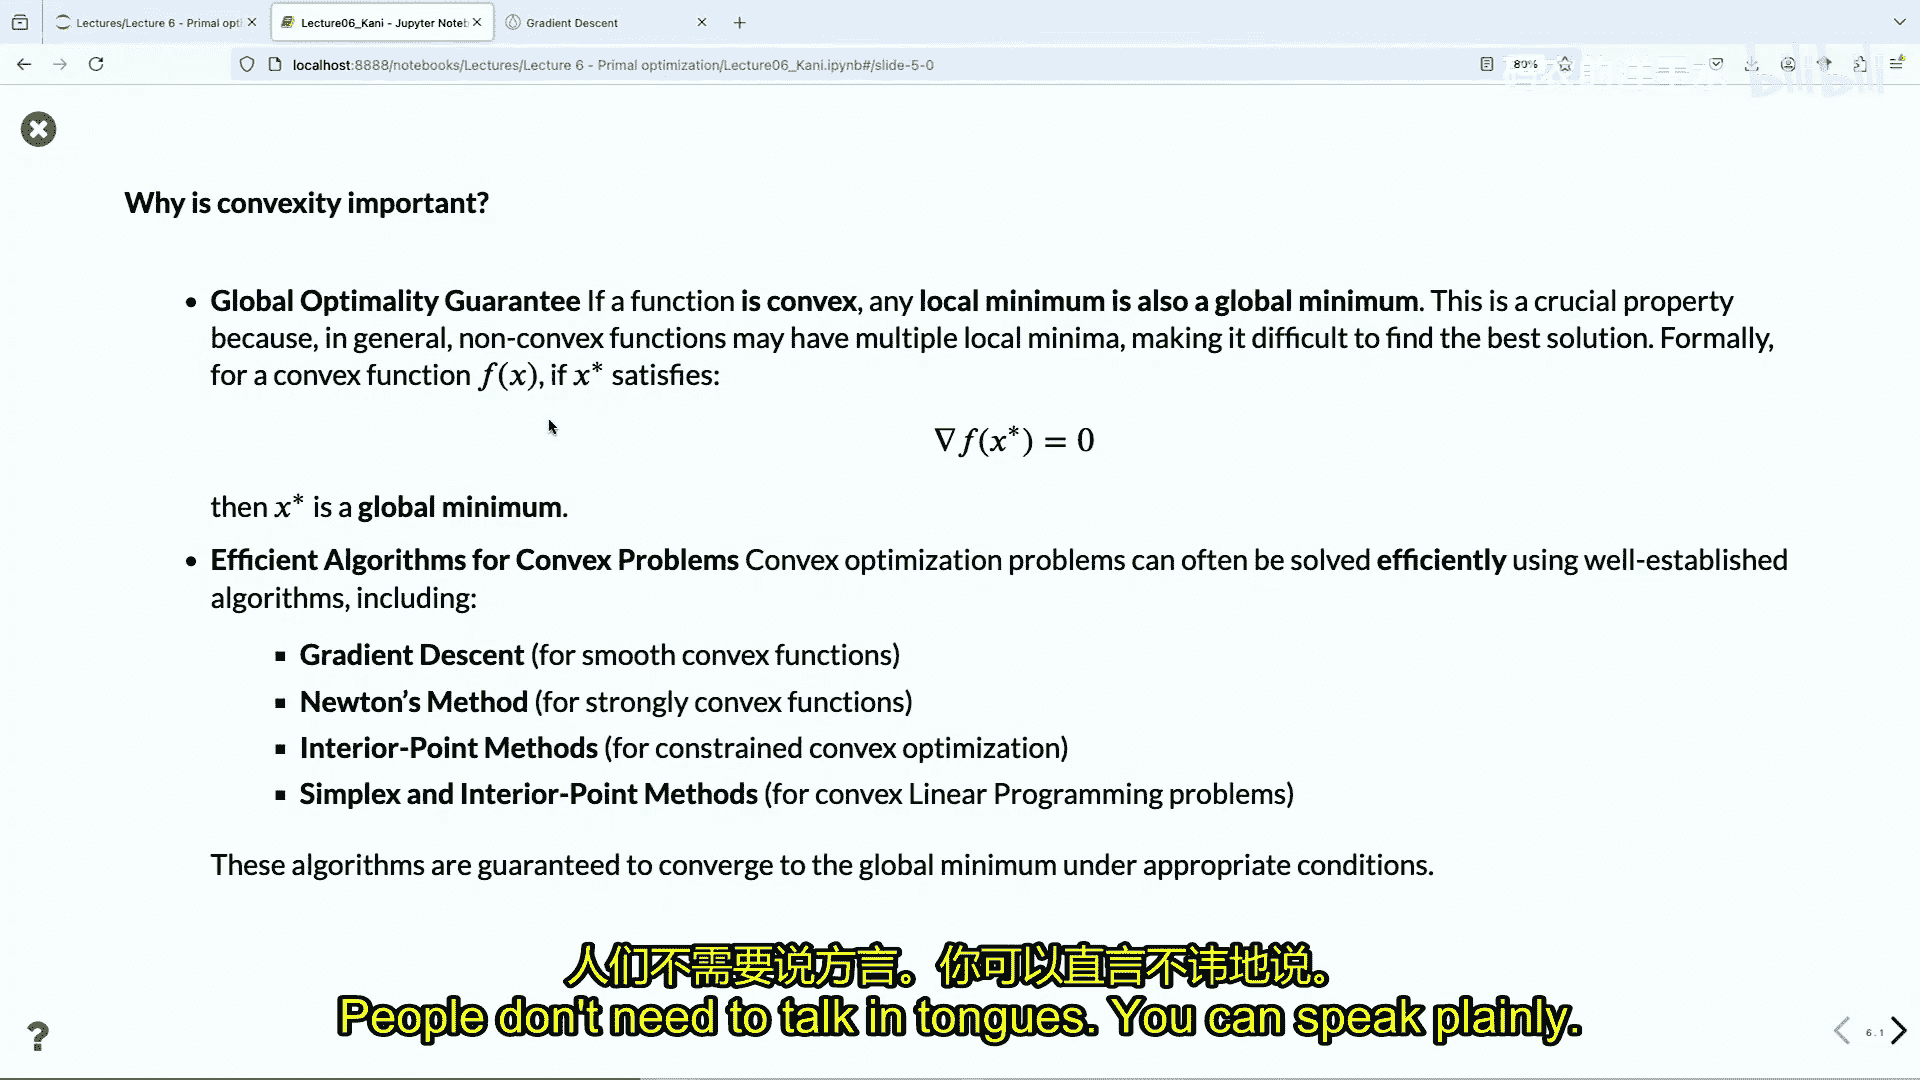 Lectures/Lecture 6 - Primal opti
Lecture06_Kani - Jupyter Noteb
Gradient Descent
localhost:8888/notebooks/Lectures/Lecture 6 - Primal optimization/Lecture06_Kani.ipynb#/slide-5-0
80%
Why is convexity important?
• Global Optimality Guarantee If a function is convex, any local minimum is also a global minimum. This is a crucial property
because, in general, non-convex functions may have multiple local minima, making it difficult to find the best solution. Formally,
for a convex function f(x), if x* satisfies:
∇f(x*) = 0
then x* is a global minimum.
• Efficient Algorithms for Convex Problems Convex optimization problems can often be solved efficiently using well-established
algorithms, including:
▪ Gradient Descent (for smooth convex functions)
▪ Newton’s Method (for strongly convex functions)
▪ Interior-Point Methods (for constrained convex optimization)
▪ Simplex and Interior-Point Methods (for convex Linear Programming problems)
These algorithms are guaranteed to converge to the global minimum under appropriate conditions.
人们不需要说方言。你可以直言不讳地说。
People don't need to talk in tongues. You can speak plainly.
?
6.1